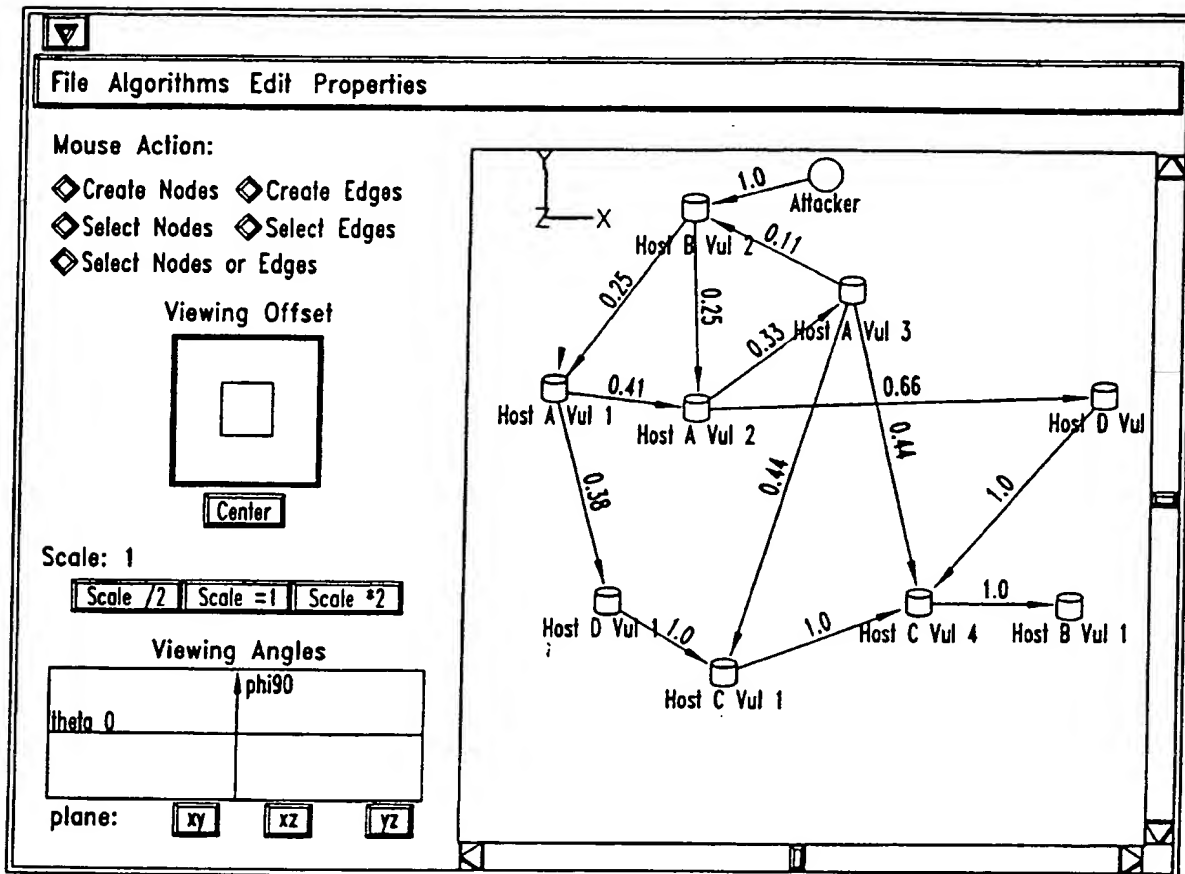 File Algorithms Edit Properties
Mouse Action:
Create Nodes Create Edges
Select Nodes Select Edges
Select Nodes or Edges
Viewing Offset
Center
Scale: 1
Scale /2 Scale =1 Scale *2
Viewing Angles
phi90
theta 0
plane: xy xz yz
Y
Z X
1.0
Attacker
Host B Vul 2
0.11
0.25
0.25
Host A Vul 3
0.33
0.41
0.66
Host A Vul 1
Host A Vul 2
Host D Vul
0.38
0.44
0.44
1.0
Host D Vul 1
1.0
1.0
Host C Vul 4
1.0
Host B Vul 1
Host C Vul 1